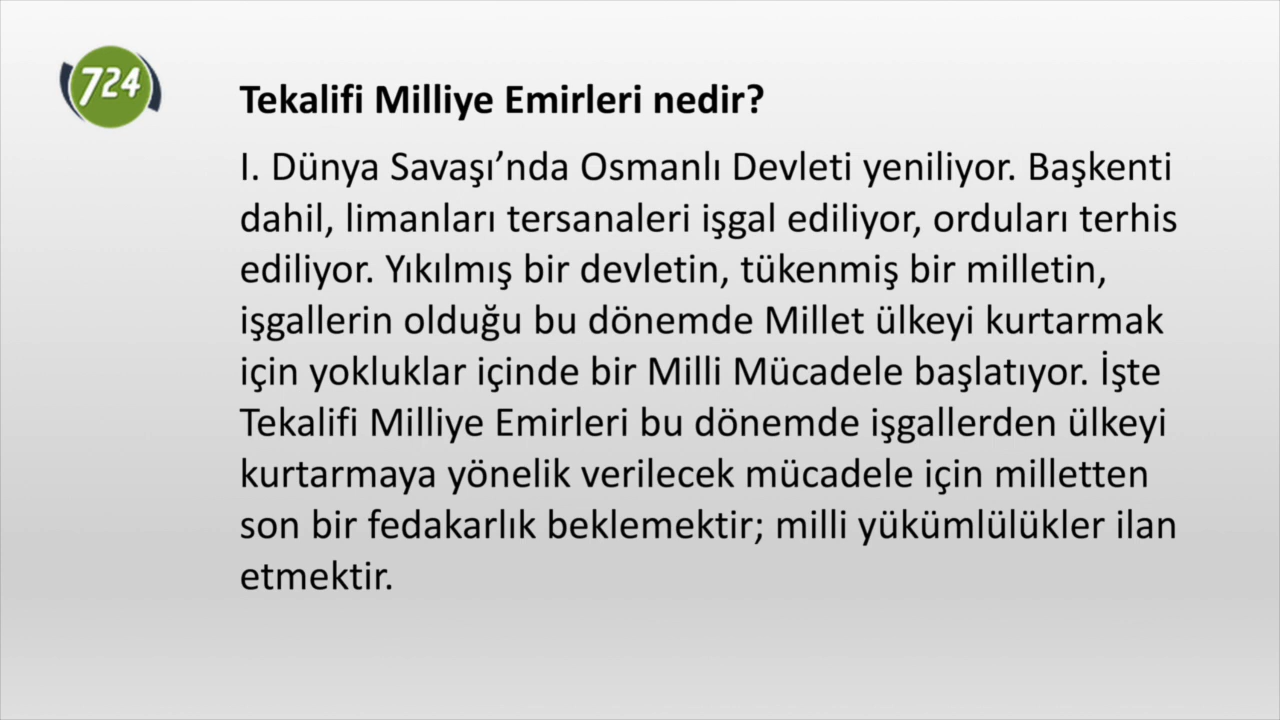 724
Tekalifi Milliye Emirleri nedir?
I. Dünya Savaşı’nda Osmanlı Devleti yeniliyor. Başkenti
dahil, limanları tersanaleri işgal ediliyor, orduları terhis
ediliyor. Yıkılmış bir devletin, tükenmiş bir milletin,
işgallerin olduğu bu dönemde Millet ülkeyi kurtarmak
için yokluklar içinde bir Milli Mücadele başlatıyor. İşte
Tekalifi Milliye Emirleri bu dönemde işgallerden ülkeyi
kurtarmaya yönelik verilecek mücadele için milletten
son bir fedakarlık beklemektir; milli yükümlülükler ilan
etmektir.